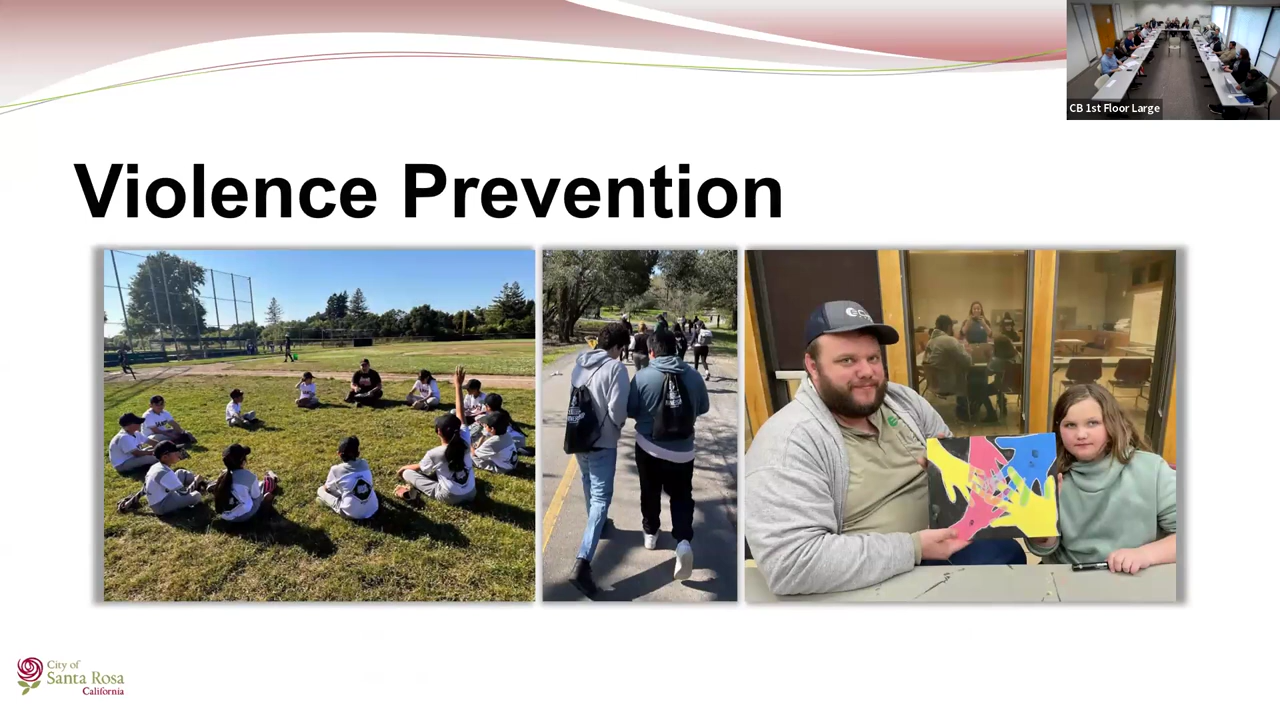 CB 1st Floor Large
Violence Prevention
City of
Santa Rosa
California